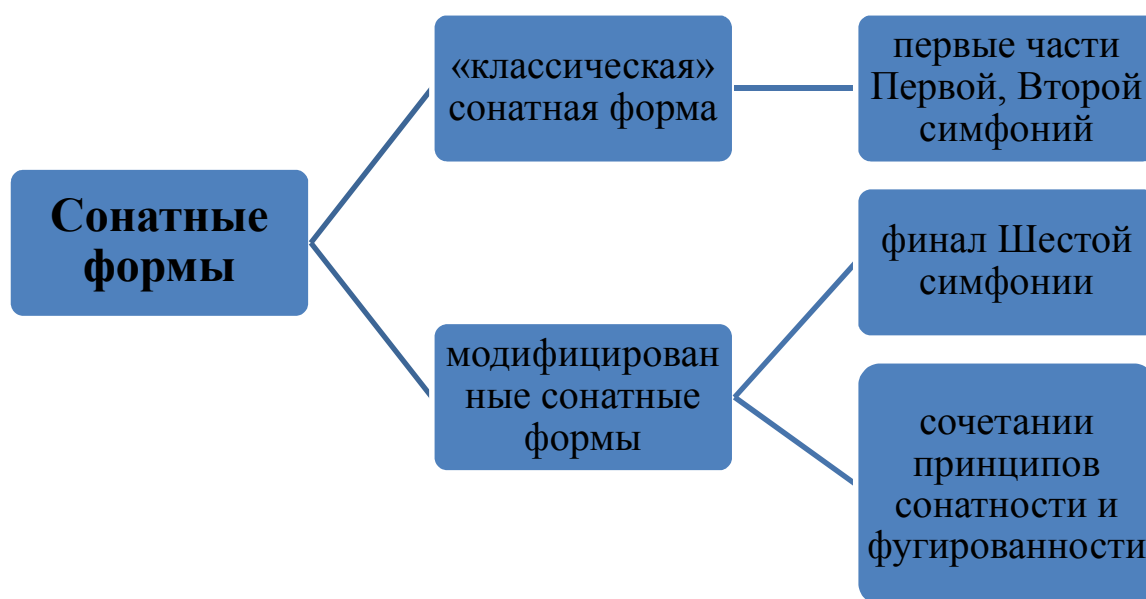 Сонатные
формы
«классическая»
сонатная форма
первые части
Первой, Второй
симфоний
модифицирован
ные сонатные
формы
финал Шестой
симфонии
сочетании
принципов
сонатности и
фугированности